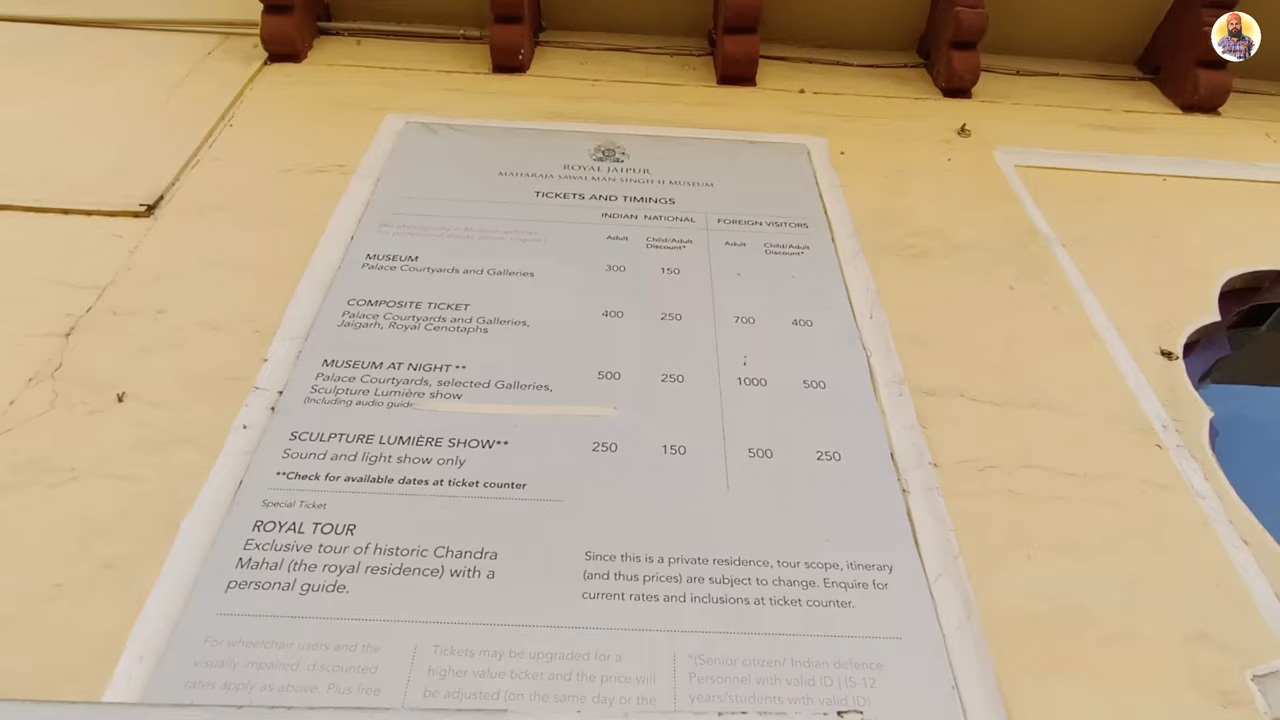 ROYAL JAIPUR
MAHARAJA SAWAI MAN SINGH II MUSEUM
TICKETS AND TIMINGS
INDIAN NATIONAL FOREIGN VISITORS
Adult Child/Adult Discount* Adult Child/Adult Discount*
MUSEUM
Palace Courtyards and Galleries 300 150 - -
COMPOSITE TICKET
Palace Courtyards and Galleries, 400 250 700 400
Jaigarh, Royal Cenotaphs
MUSEUM AT NIGHT**
Palace Courtyards, selected Galleries, 500 250 1000 500
Sculpture Lumière show
(Including audio guide
SCULPTURE LUMIÈRE SHOW** 250 150 500 250
Sound and light show only
**Check for available dates at ticket counter
Special Ticket
ROYAL TOUR
Exclusive tour of historic Chandra
Mahal (the royal residence) with a
personal guide.
Since this is a private residence, tour scope, itinerary
(and thus prices) are subject to change. Enquire for
current rates and inclusions at ticket counter.
For wheelchair users and the
visually impaired, discounted
rates apply as above. Plus free
Tickets may be upgraded for a
higher value ticket and the price will
be adjusted (on the same day or the
*(Senior citizen/ Indian defence
Personnel with valid ID | (5-12
years/students with valid ID)